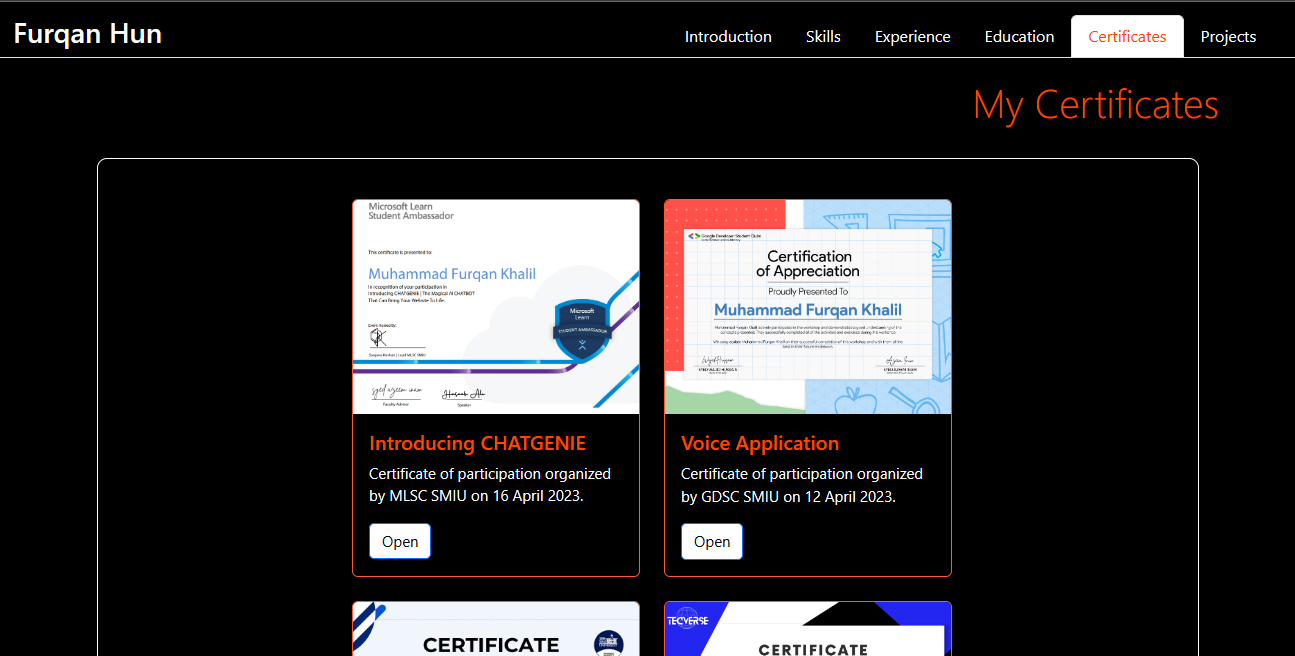 Furqan Hun
Introduction
Skills
Experience
Education
Certificates
Projects
My Certificates
Microsoft Learn
Student Ambassador
This certificate is presented to:
Muhammad Furqan Khalil
In recognition of your participation in
Introducing CHATGENIE | The Magical AI CHATBOT
That Can Bring Your Website To Life.
Microsoft
Learn
STUDENT AMBASSADOR
Faculty Advisor
Speaker
Google Developer Student Clubs
Certification
of Appreciation
Proudly Presented To
Muhammad Furqan Khalil
Introducing CHATGENIE
Certificate of participation organized
by MLSC SMIU on 16 April 2023.
Open
Voice Application
Certificate of participation organized
by GDSC SMIU on 12 April 2023.
Open
CERTIFICATE
TECVERSE
CERTIFICATE